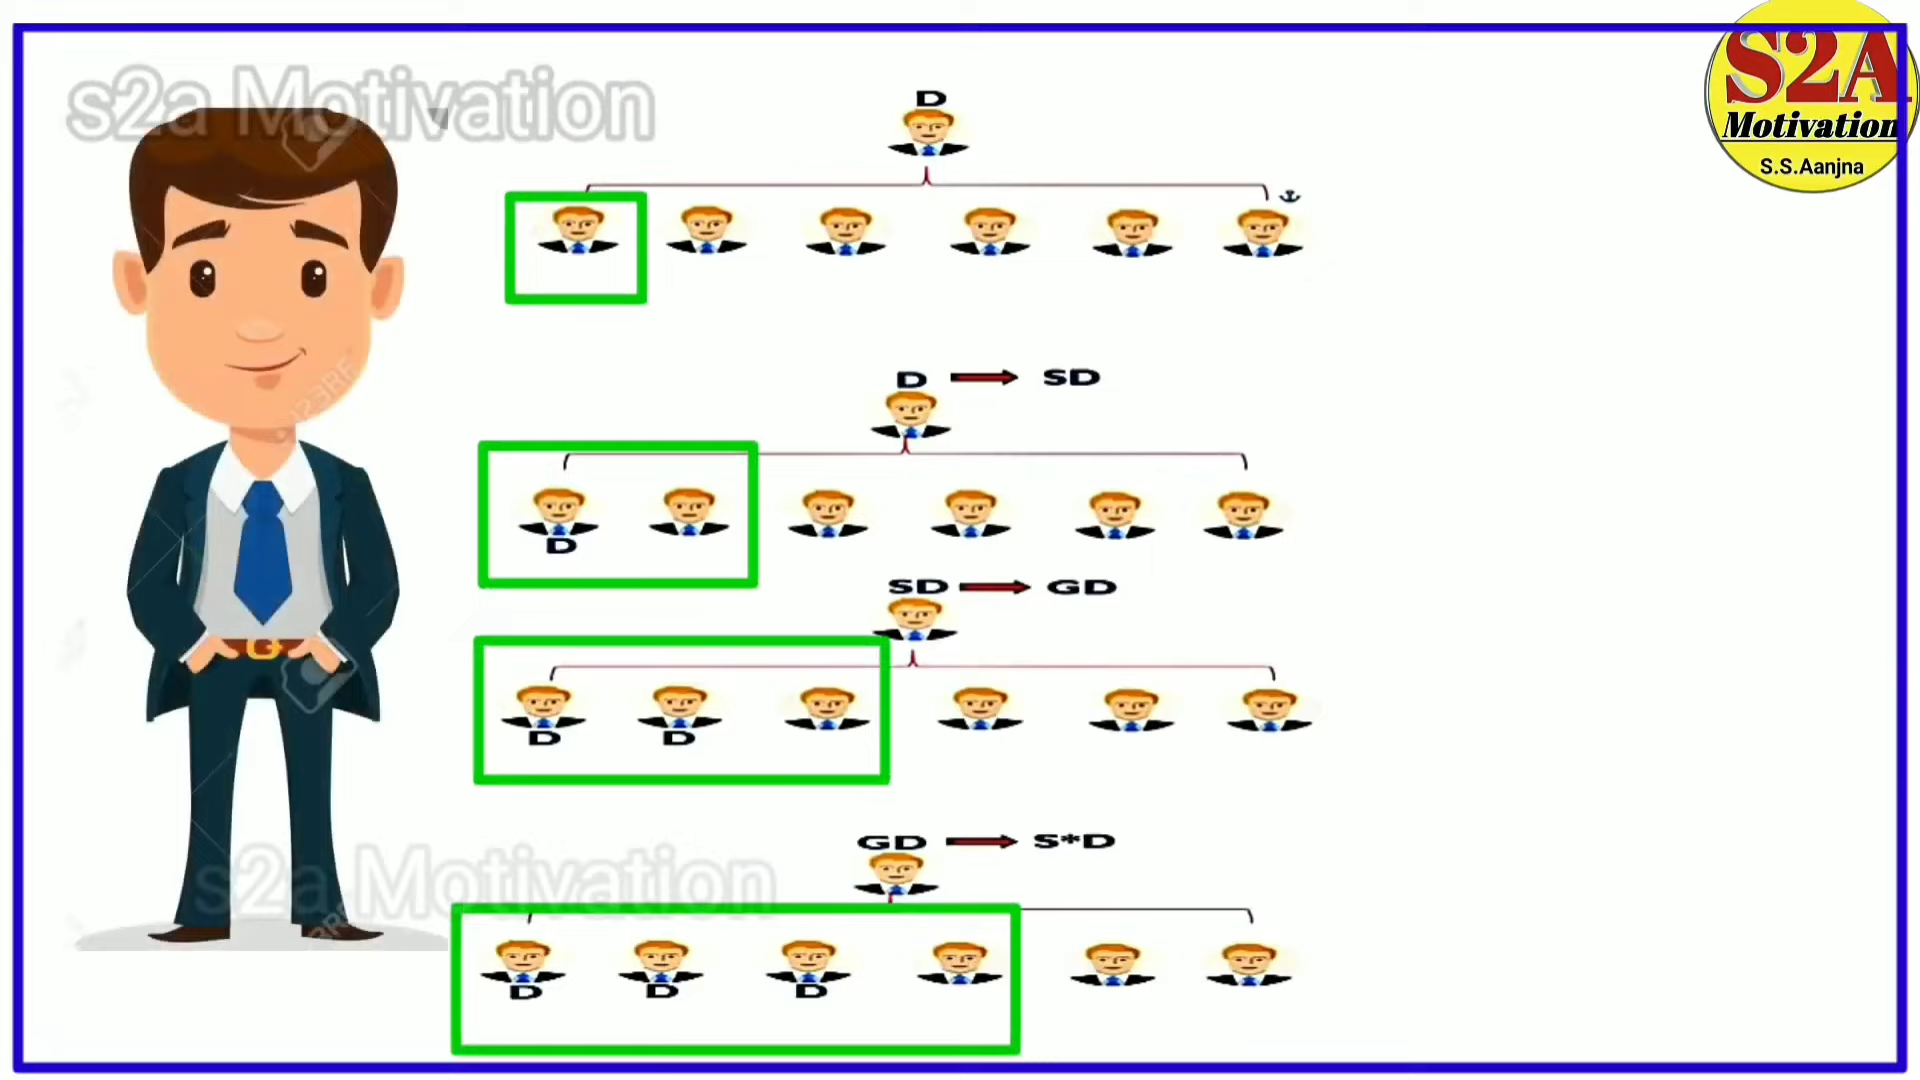 s2a Motivation
S2A
Motivation
S.S.Aanjna
D
D SD
D
SD GD
D D
GD S*D
s2a Motivation
D D D